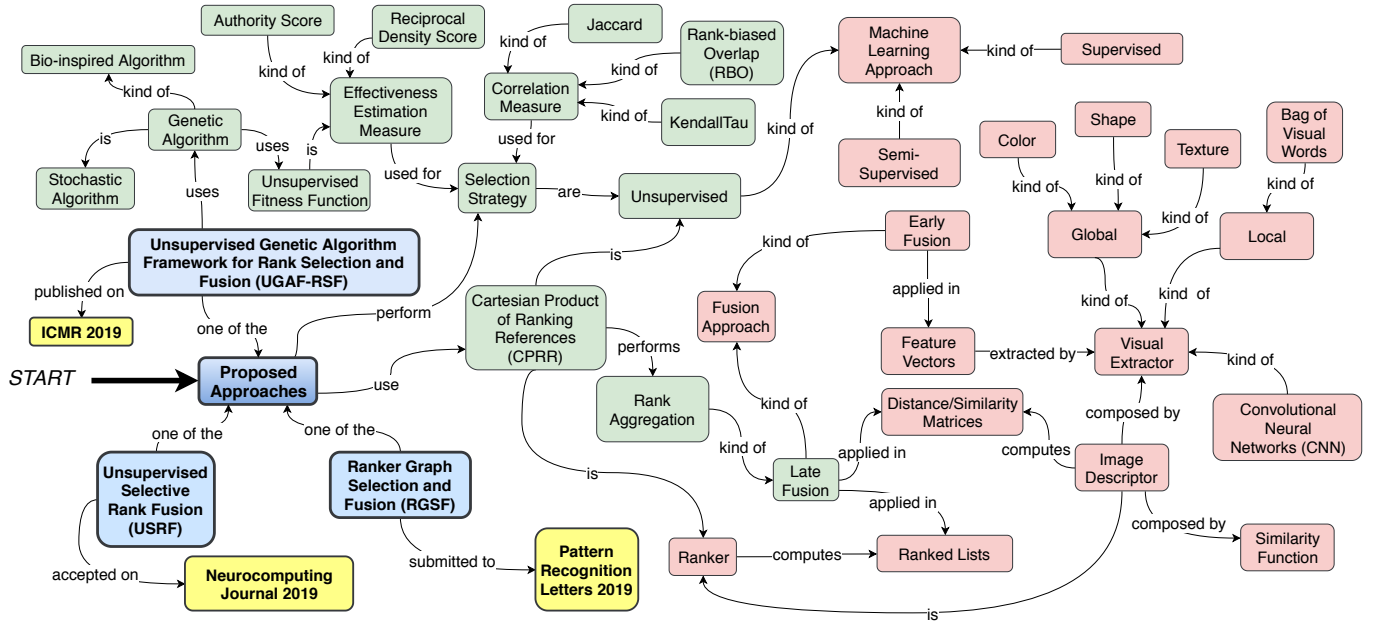 Authority Score
Reciprocal
Density Score
Jaccard
Rank-biased
Overlap
(RBO)
Machine
Learning
Approach
kind of
Supervised
Bio-inspired Algorithm
kind of
kind of
kind of
kind of
kind of
Effectiveness
Estimation
Measure
Correlation
Measure
kind of
KendallTau
kind of
kind of
Genetic
Algorithm
is
uses
is
used for
used for
Stochastic
Algorithm
Unsupervised
Fitness Function
uses
Selection
Strategy
are
Unsupervised
Semi-
Supervised
Color
Shape
Texture
Bag of
Visual
Words
kind of
kind of
kind of
kind of
Global
Local
Early
Fusion
kind of
applied in
kind of
kind of
Unsupervised Genetic Algorithm
Framework for Rank Selection and
Fusion (UGAF-RSF)
published on
ICMR 2019
one of the
perform
is
Cartesian Product
of Ranking
References
(CPRR)
Fusion
Approach
Feature
Vectors
extracted by
Visual
Extractor
kind of
START
Proposed
Approaches
use
performs
Rank
Aggregation
kind of
kind of
Distance/Similarity
Matrices
composed by
Convolutional
Neural
Networks (CNN)
one of the
one of the
Unsupervised
Selective
Rank Fusion
(USRF)
Ranker Graph
Selection and
Fusion (RGSF)
is
Late
Fusion
applied in
computes
Image
Descriptor
applied in
composed by
Similarity
Function
accepted on
Neurocomputing
Journal 2019
submitted to
Pattern
Recognition
Letters 2019
Ranker
computes
Ranked Lists
is